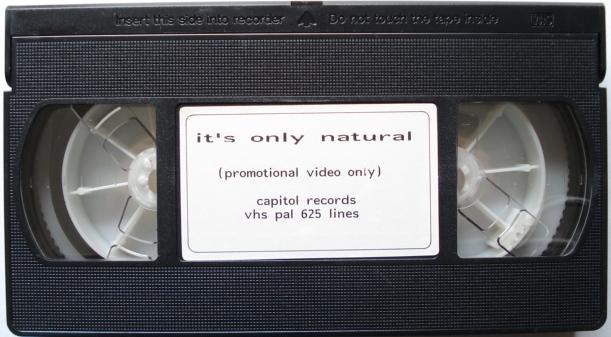 Insert this side into recorder Do not touch the tape inside VHS
it's only natural
(promotional video only)
capitol records
vhs pal 625 lines